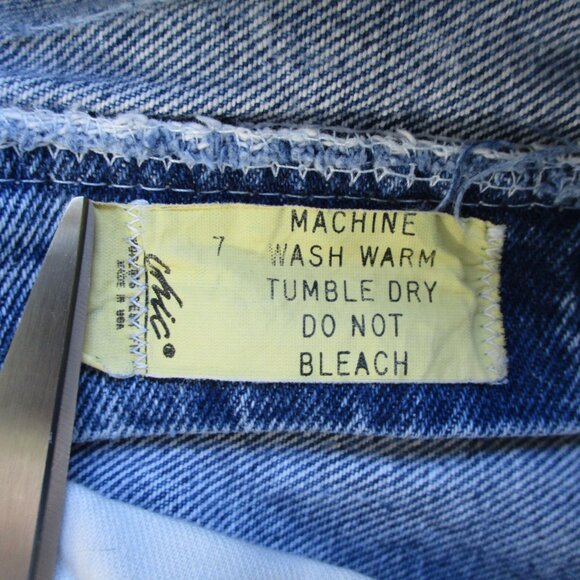 MACHINE
WASH WARM
TUMBLE DRY
DO NOT
BLEACH
7
chic®
MADE IN USA